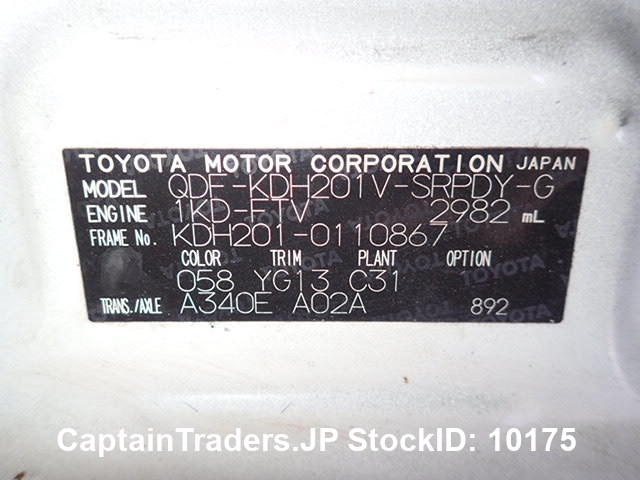 TOYOTA MOTOR CORPORATION JAPAN
MODEL QDF-KDH201V-SRPDY-G
ENGINE 1KD-FTV 2982 mL
FRAME No. KDH201-0110867
COLOR TRIM PLANT OPTION
058 YG13 C31
TRANS./AXLE A340E A02A 892
CaptainTraders.JP StockID: 10175